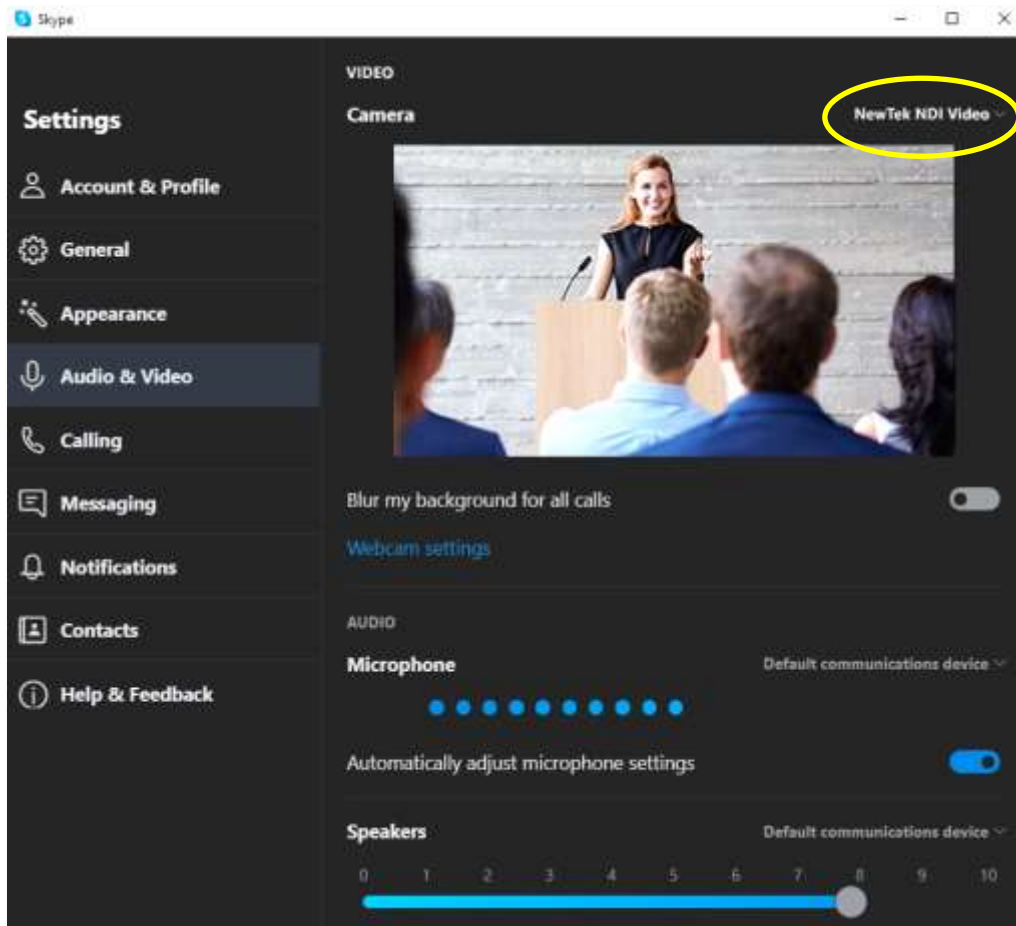 Skype
Settings
Account & Profile
General
Appearance
Audio & Video
Calling
Messaging
Notifications
Contacts
Help & Feedback
VIDEO
Camera NewTek NDI Video
Blur my background for all calls
Webcam settings
AUDIO
Microphone Default communications device
Automatically adjust microphone settings
Speakers Default communications device
0 1 2 3 4 5 6 7 8 9 10